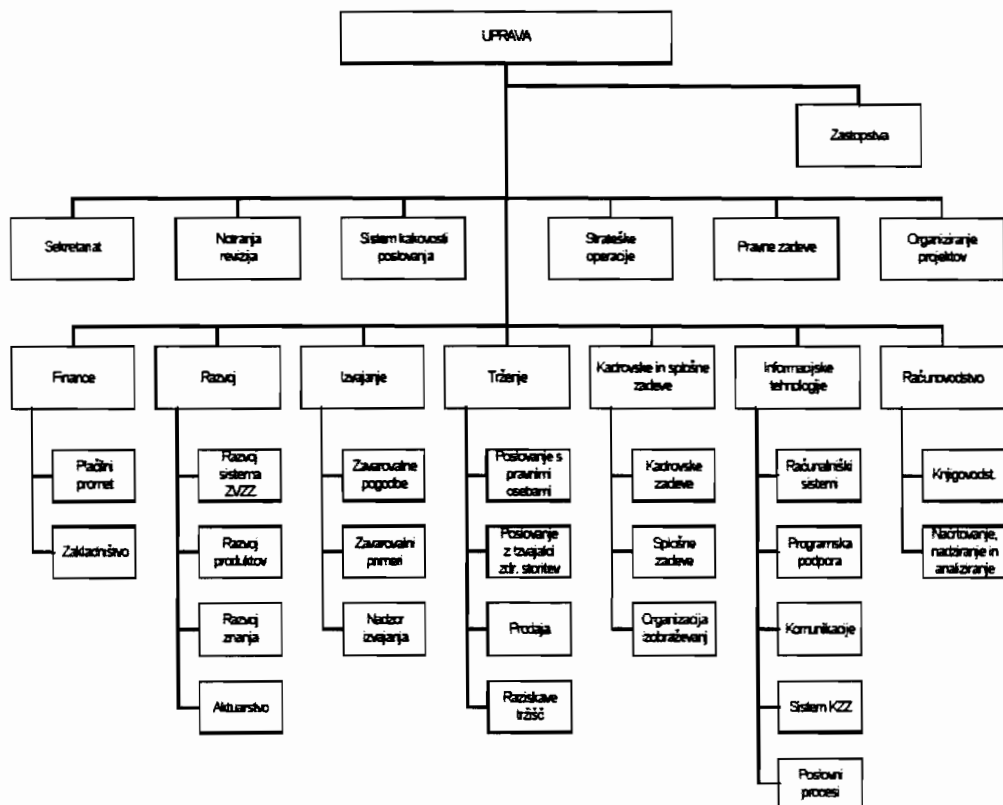 UPRAVA
Zastopstva
Sekretariat
Notranja
revizija
Sistem kakovosti
poslovanja
Strateške
operacije
Pravne zadeve
Organiziranje
projektov
Finance
Razvoj
Izvajanje
Trženje
Kadrovske in splošne
zadeve
Informacijske
tehnologije
Računovodstvo
Plačilni
promet
Razvoj
sistema
ZVZZ
Zavarovalne
pogodbe
Poslovanje s
pravnimi
osebami
Kadrovske
zadeve
Računalniški
sistemi
Knjigovodst.
Zakladništvo
Razvoj
produktov
Zavarovalni
primeri
Poslovanje
z izvajalci
zdr. storitev
Splošne
zadeve
Programska
podpora
Načrtovanje,
nadziranje in
analiziranje
Razvoj
znanja
Nadzor
izvajanja
Prodaja
Organizacija
izobraževanj
Komunikacije
Aktuarstvo
Raziskave
tržišč
Sistem KZZ
Poslovni
procesi